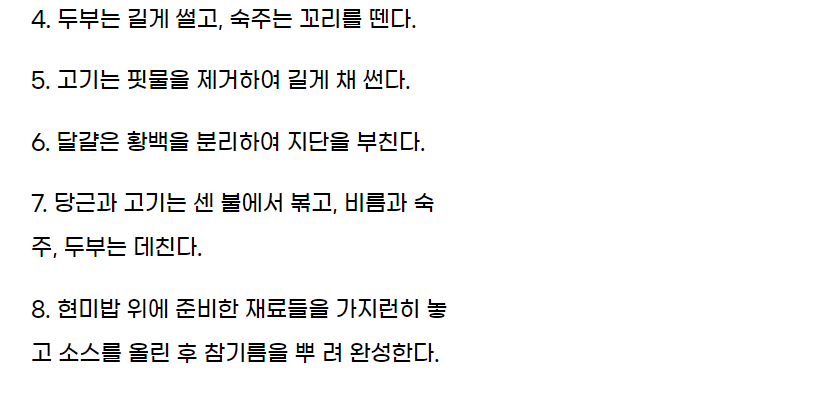 4. 두부는 길게 썰고, 숙주는 꼬리를 뗀다.
5. 고기는 핏물을 제거하여 길게 채 썬다.
6. 달걀은 황백을 분리하여 지단을 부친다.
7. 당근과 고기는 센 불에서 볶고, 비름과 숙
주, 두부는 데친다.
8. 현미밥 위에 준비한 재료들을 가지런히 놓
고 소스를 올린 후 참기름을 뿌 려 완성한다.